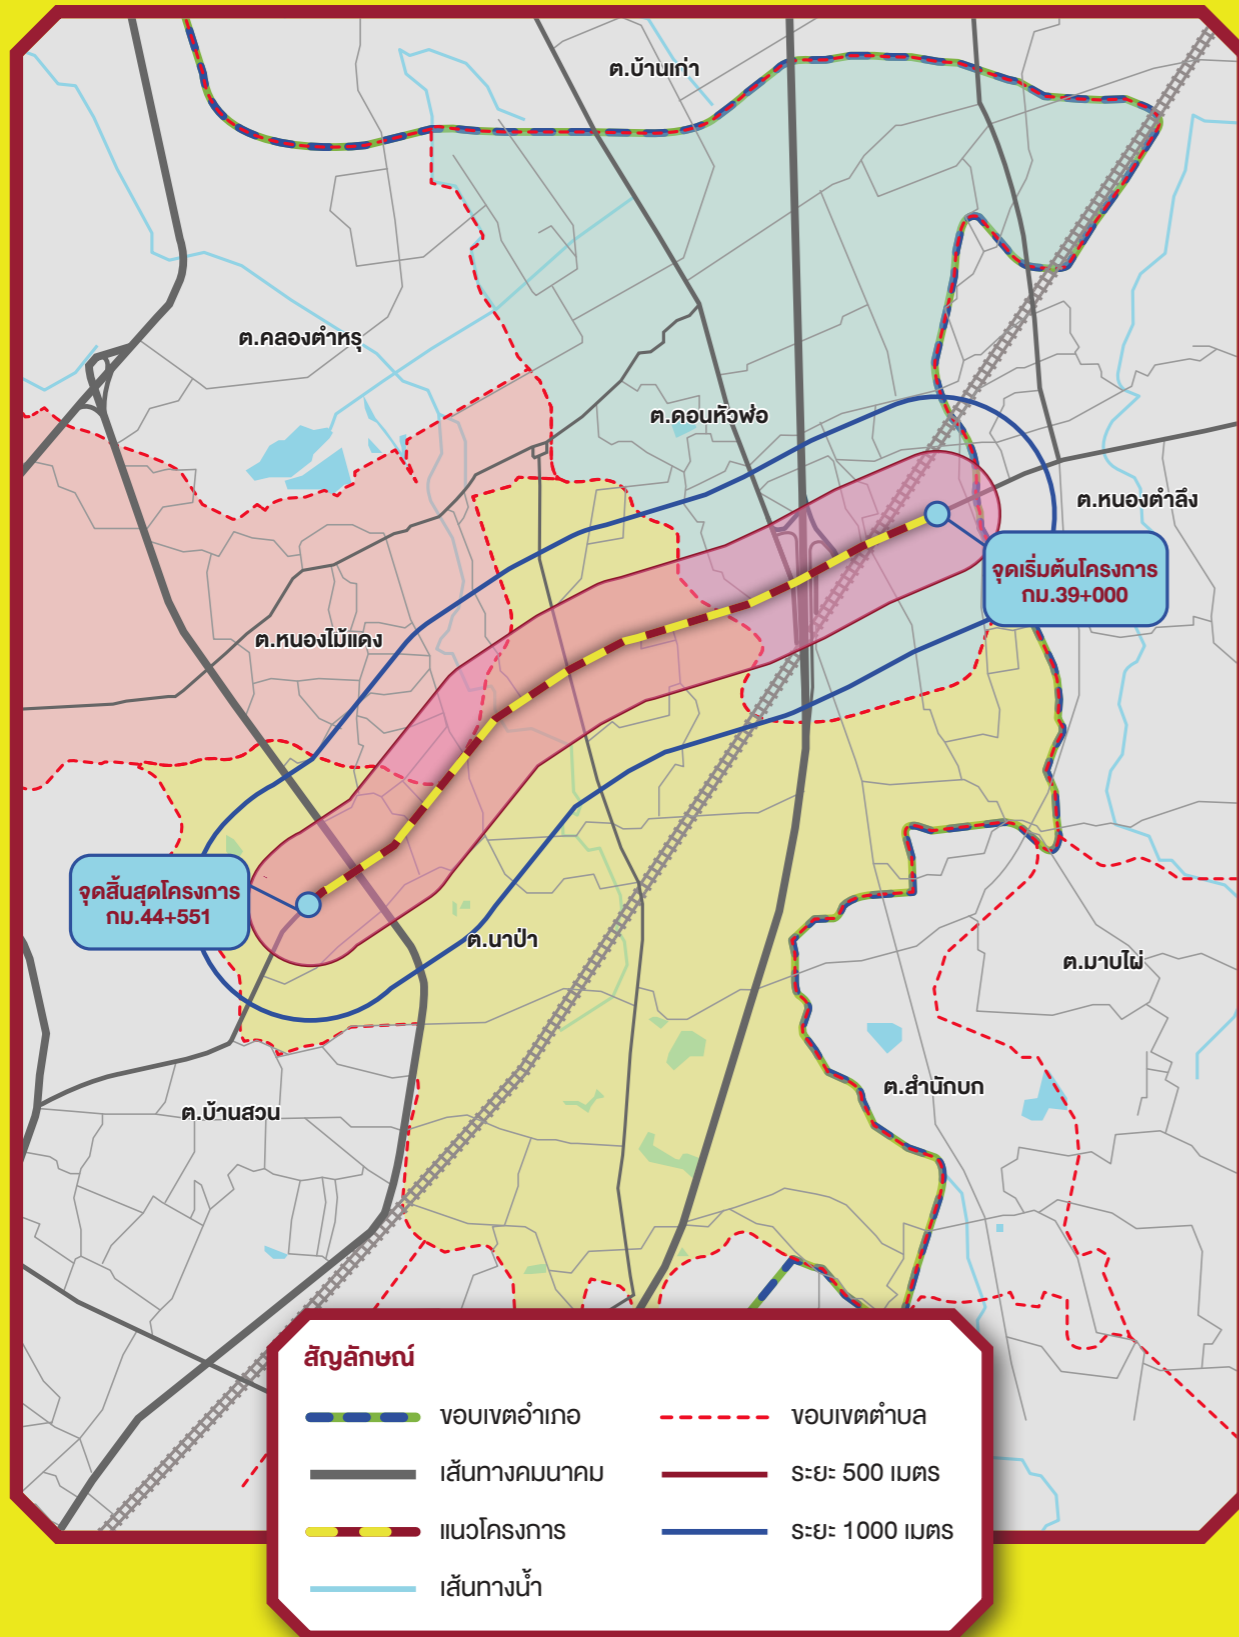 ต.บ้านเก่า
ต.คลองตำหรุ
ต.ดอนหัวฬ่อ
ต.หนองตำลึง
จุดเริ่มต้นโครงการ
กม.39+000
ต.หนองไม้แดง
จุดสิ้นสุดโครงการ
กม.44+551
ต.นาป่า
ต.มาบไผ่
ต.สำนักบก
ต.บ้านสวน
สัญลักษณ์
ขอบเขตอำเภอ
ขอบเขตตำบล
เส้นทางคมนาคม
ระยะ 500 เมตร
แนวโครงการ
ระยะ 1000 เมตร
เส้นทางน้ำ